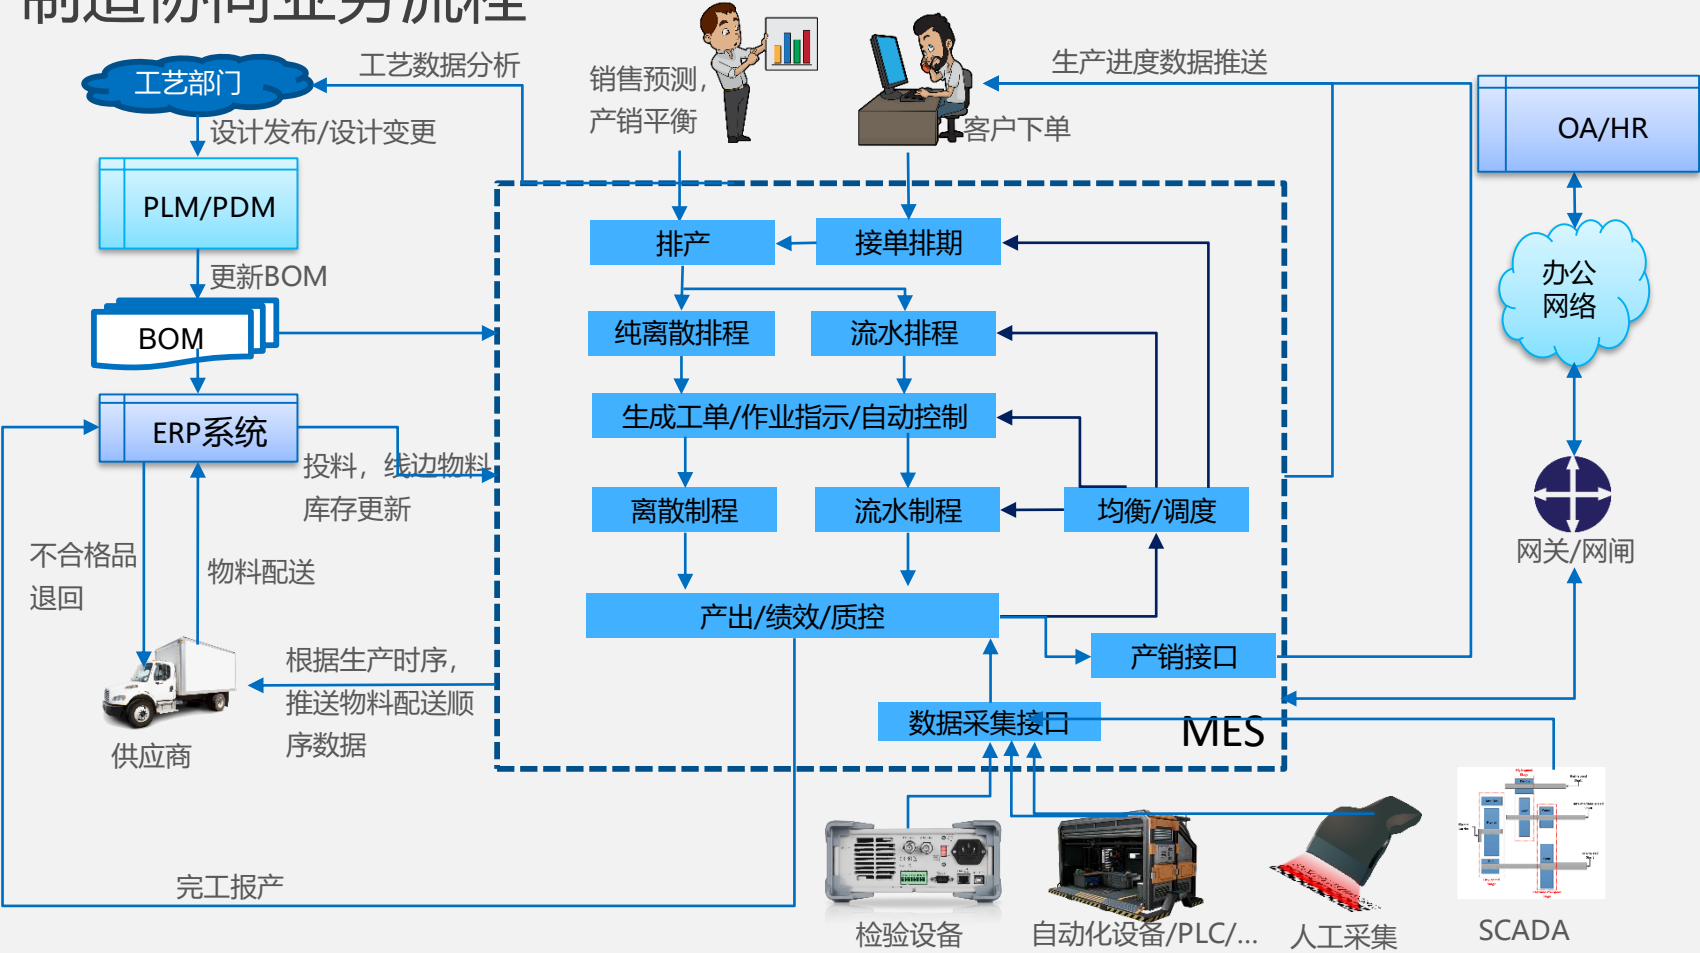 制造协同业务流程
工艺部门
工艺数据分析
销售预测，
产销平衡
生产进度数据推送
客户下单
OA/HR
设计发布/设计变更
PLM/PDM
排产
接单排期
更新BOM
办公
网络
BOM
纯离散排程
流水排程
ERP系统
生成工单/作业指示/自动控制
投料，线边物料
库存更新
离散制程
流水制程
均衡/调度
网关/网闸
不合格品
退回
物料配送
产出/绩效/质控
产销接口
根据生产时序，
推送物料配送顺
序数据
数据采集接口
MES
供应商
完工报产
检验设备
自动化设备/PLC/...
人工采集
SCADA